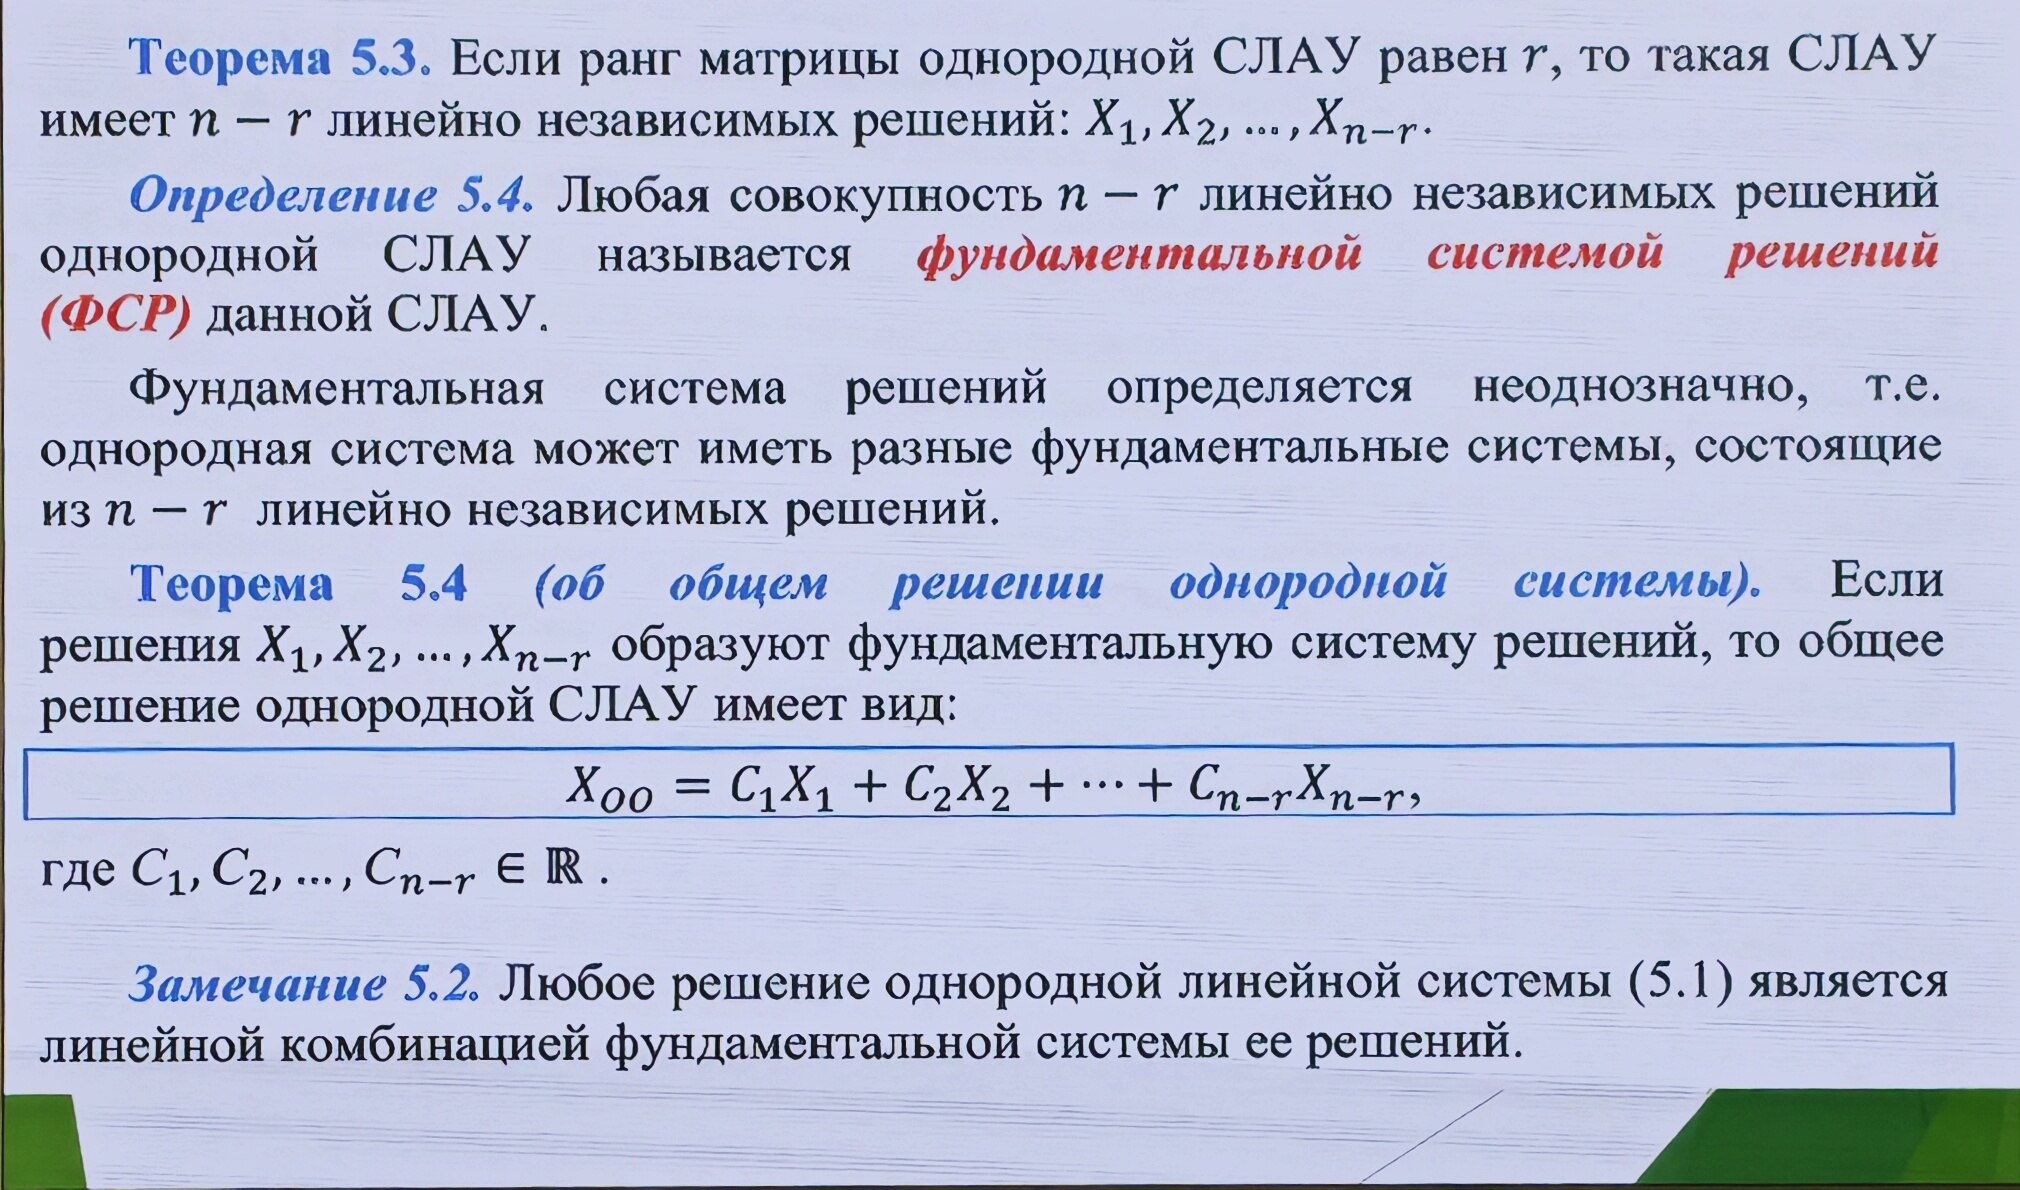 Теорема 5.3. Если ранг матрицы однородной СЛАУ равен r, то такая СЛАУ
имеет n − r линейно независимых решений: X₁, X₂, …, Xₙ₋ᵣ.
Определение 5.4. Любая совокупность n − r линейно независимых решений
однородной СЛАУ называется фундаментальной системой решений
(ФСР) данной СЛАУ.
Фундаментальная система решений определяется неоднозначно, т.е.
однородная система может иметь разные фундаментальные системы, состоящие
из n − r линейно независимых решений.
Теорема 5.4 (об общем решении однородной системы). Если
решения X₁, X₂, …, Xₙ₋ᵣ образуют фундаментальную систему решений, то общее
решение однородной СЛАУ имеет вид:
X_OO = C₁X₁ + C₂X₂ + ⋯ + Cₙ₋ᵣXₙ₋ᵣ,
где C₁, C₂, …, Cₙ₋ᵣ ∈ ℝ .
Замечание 5.2. Любое решение однородной линейной системы (5.1) является
линейной комбинацией фундаментальной системы ее решений.